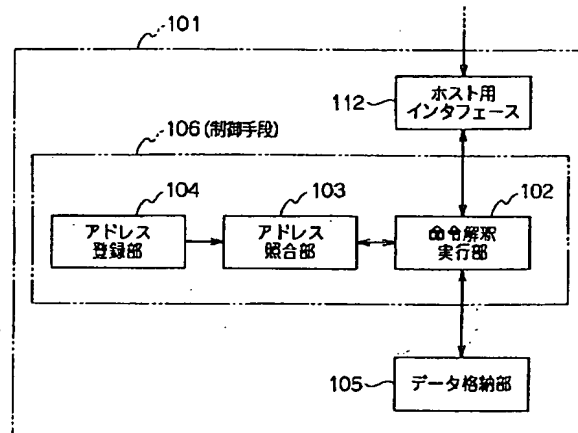 101
112
ホスト用
インタフェース
106(制御手段)
104
103
102
アドレス
登録部
アドレス
照合部
命令解釈
実行部
105
データ格納部